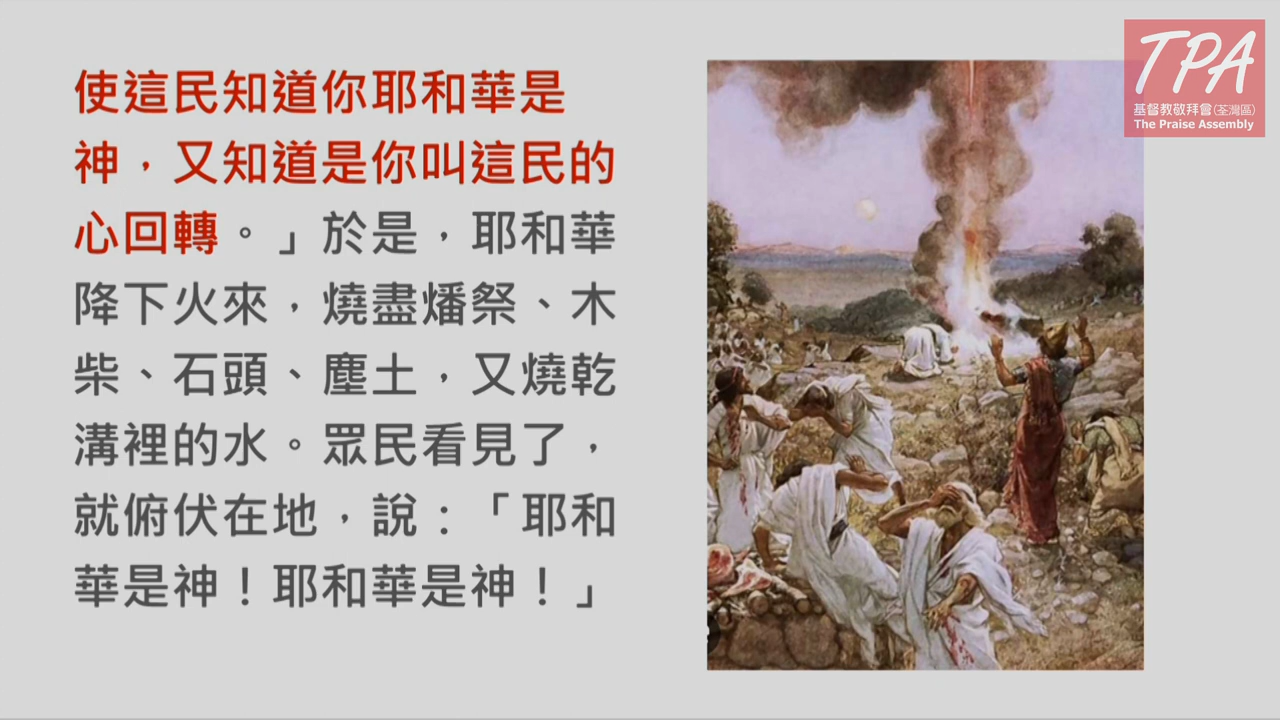 使這民知道你耶和華是
神，又知道是你叫這民的
心回轉。」於是，耶和華
降下火來，燒盡燔祭、木
柴、石頭、塵土，又燒乾
溝裡的水。眾民看見了，
就俯伏在地，說：「耶和
華是神！耶和華是神！」
TPA
基督教敬拜會(荃灣區)
The Praise Assembly